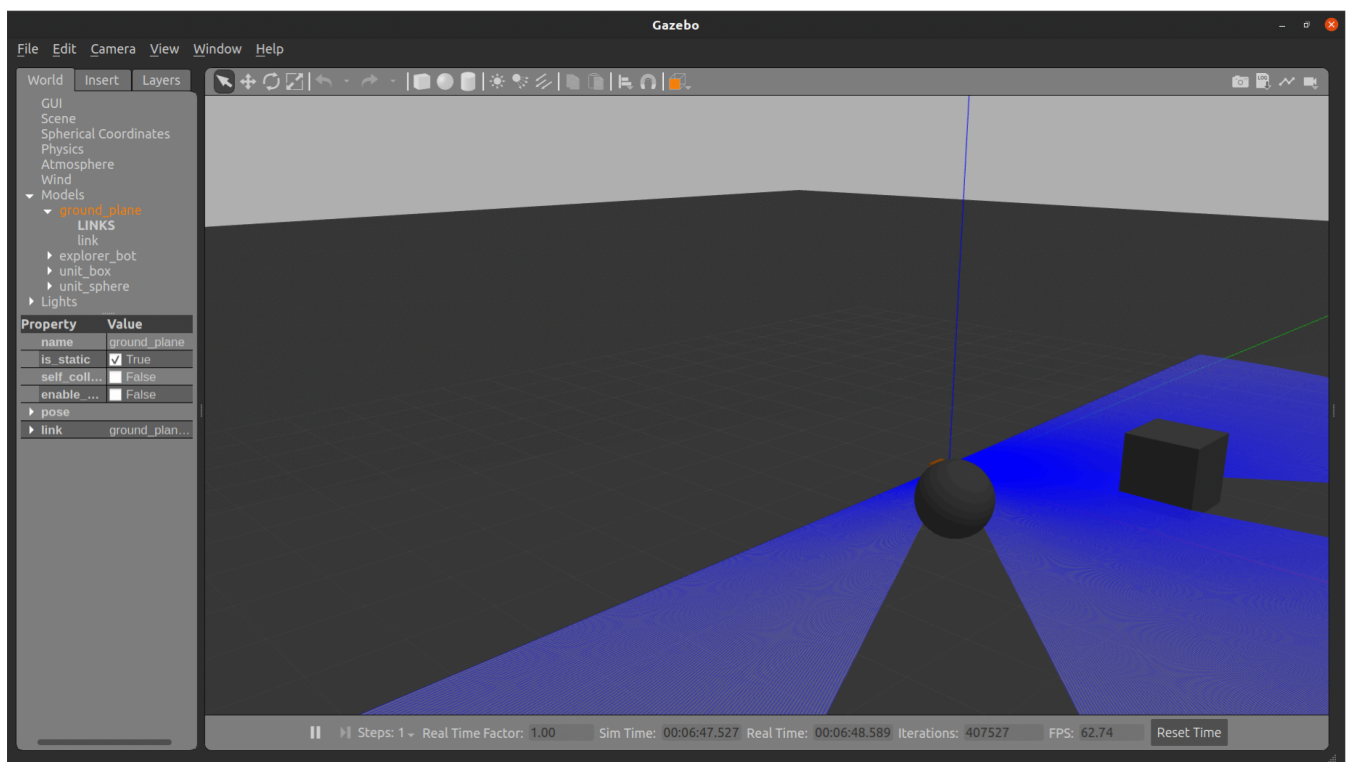 Gazebo
File Edit Camera View Window Help
World Insert Layers
GUI
Scene
Spherical Coordinates
Physics
Atmosphere
Wind
Models
ground_plane
LINKS
link
explorer_bot
unit_box
unit_sphere
Lights
Property Value
name ground_plane
is_static True
self_coll... False
enable_... False
pose
link ground_plan...
Steps: 1 Real Time Factor: 1.00 Sim Time: 00:06:47.527 Real Time: 00:06:48.589 Iterations: 407527 FPS: 62.74 Reset Time